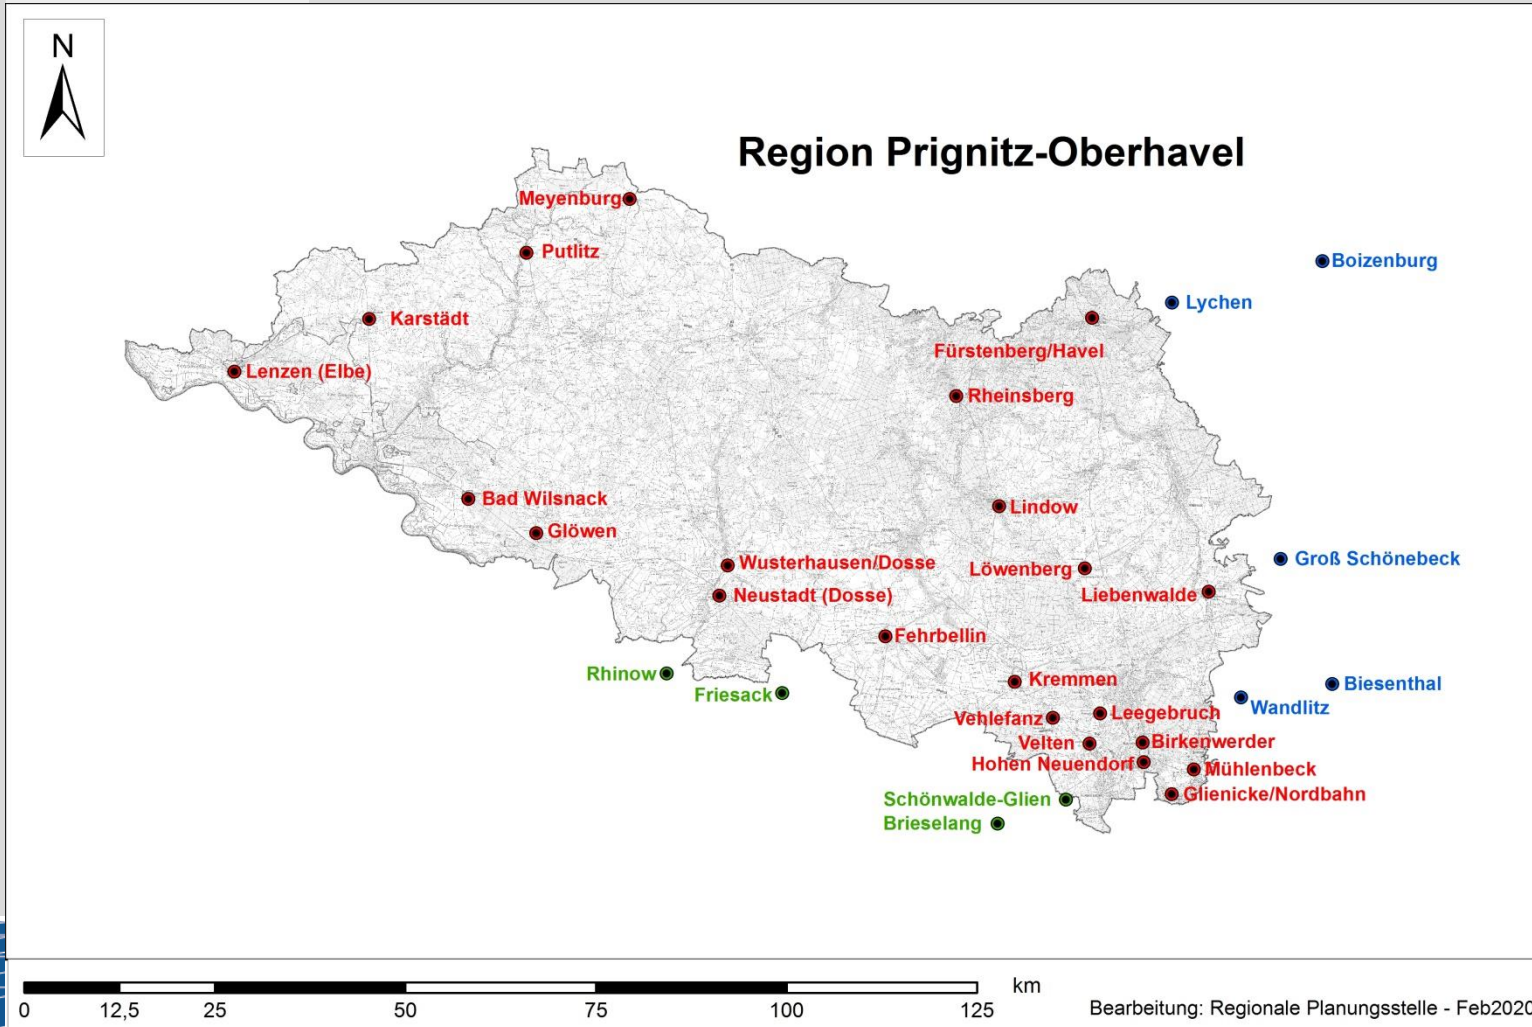 N
Region Prignitz-Oberhavel
Meyenburg
Putlitz
Boizenburg
Lychen
Karstädt
Fürstenberg/Havel
Lenzen (Elbe)
Rheinsberg
Bad Wilsnack
Lindow
Glöwen
Wusterhausen/Dosse
Groß Schönebeck
Löwenberg
Neustadt (Dosse)
Liebenwalde
Fehrbellin
Rhinow
Kremmen
Biesenthal
Friesack
Wandlitz
Leegebruch
Vehlefanz
Velten
Birkenwerder
Hohen Neuendorf
Mühlenbeck
Glienicke/Nordbahn
Schönwalde-Glien
Brieselang
km
0 12,5 25 50 75 100 125
Bearbeitung: Regionale Planungsstelle - Feb2020